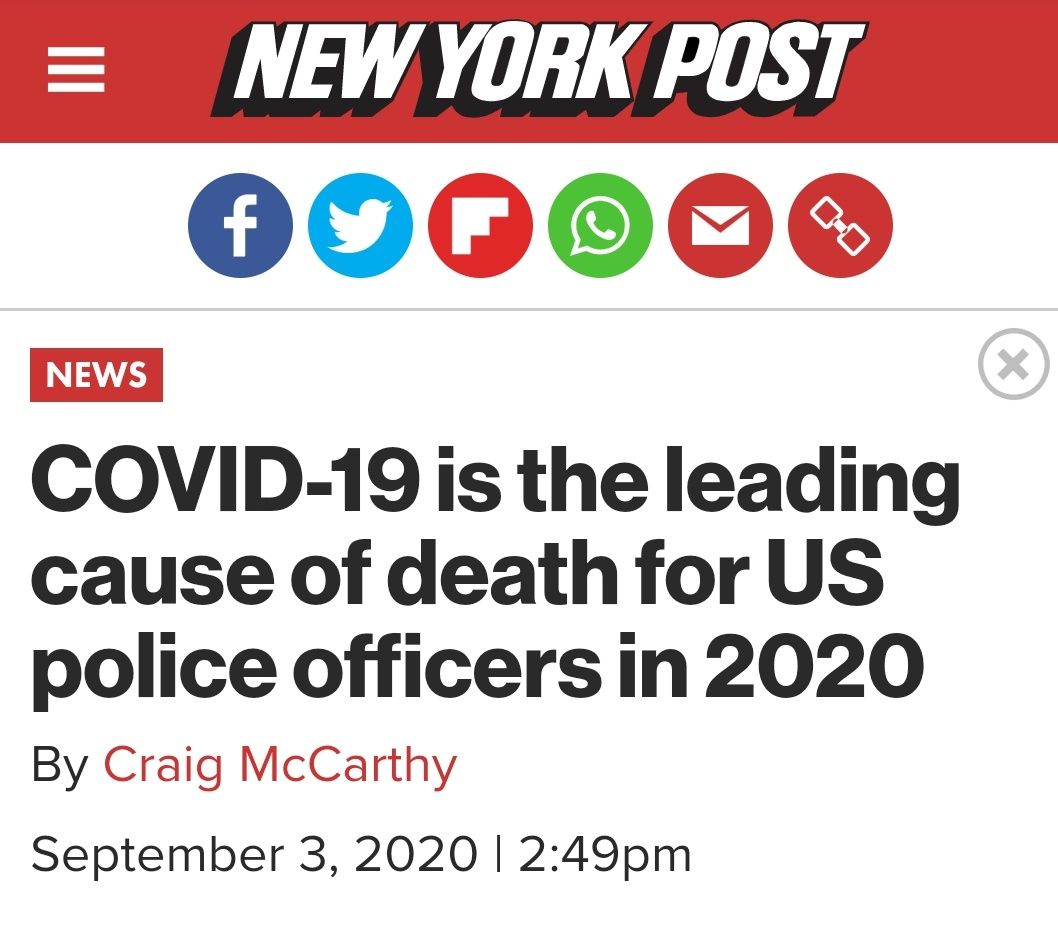 NEW YORK POST
NEWS
COVID-19 is the leading
cause of death for US
police officers in 2020
By Craig McCarthy
September 3, 2020 | 2:49pm